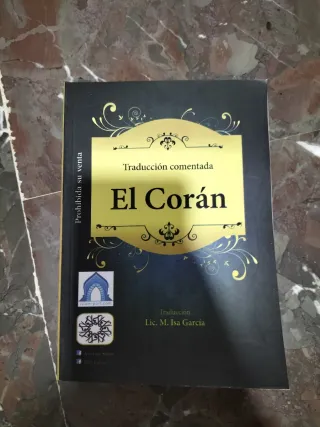 Prohibida su venta
Traducción comentada
El Corán
Traducción
Lic. M. Isa García